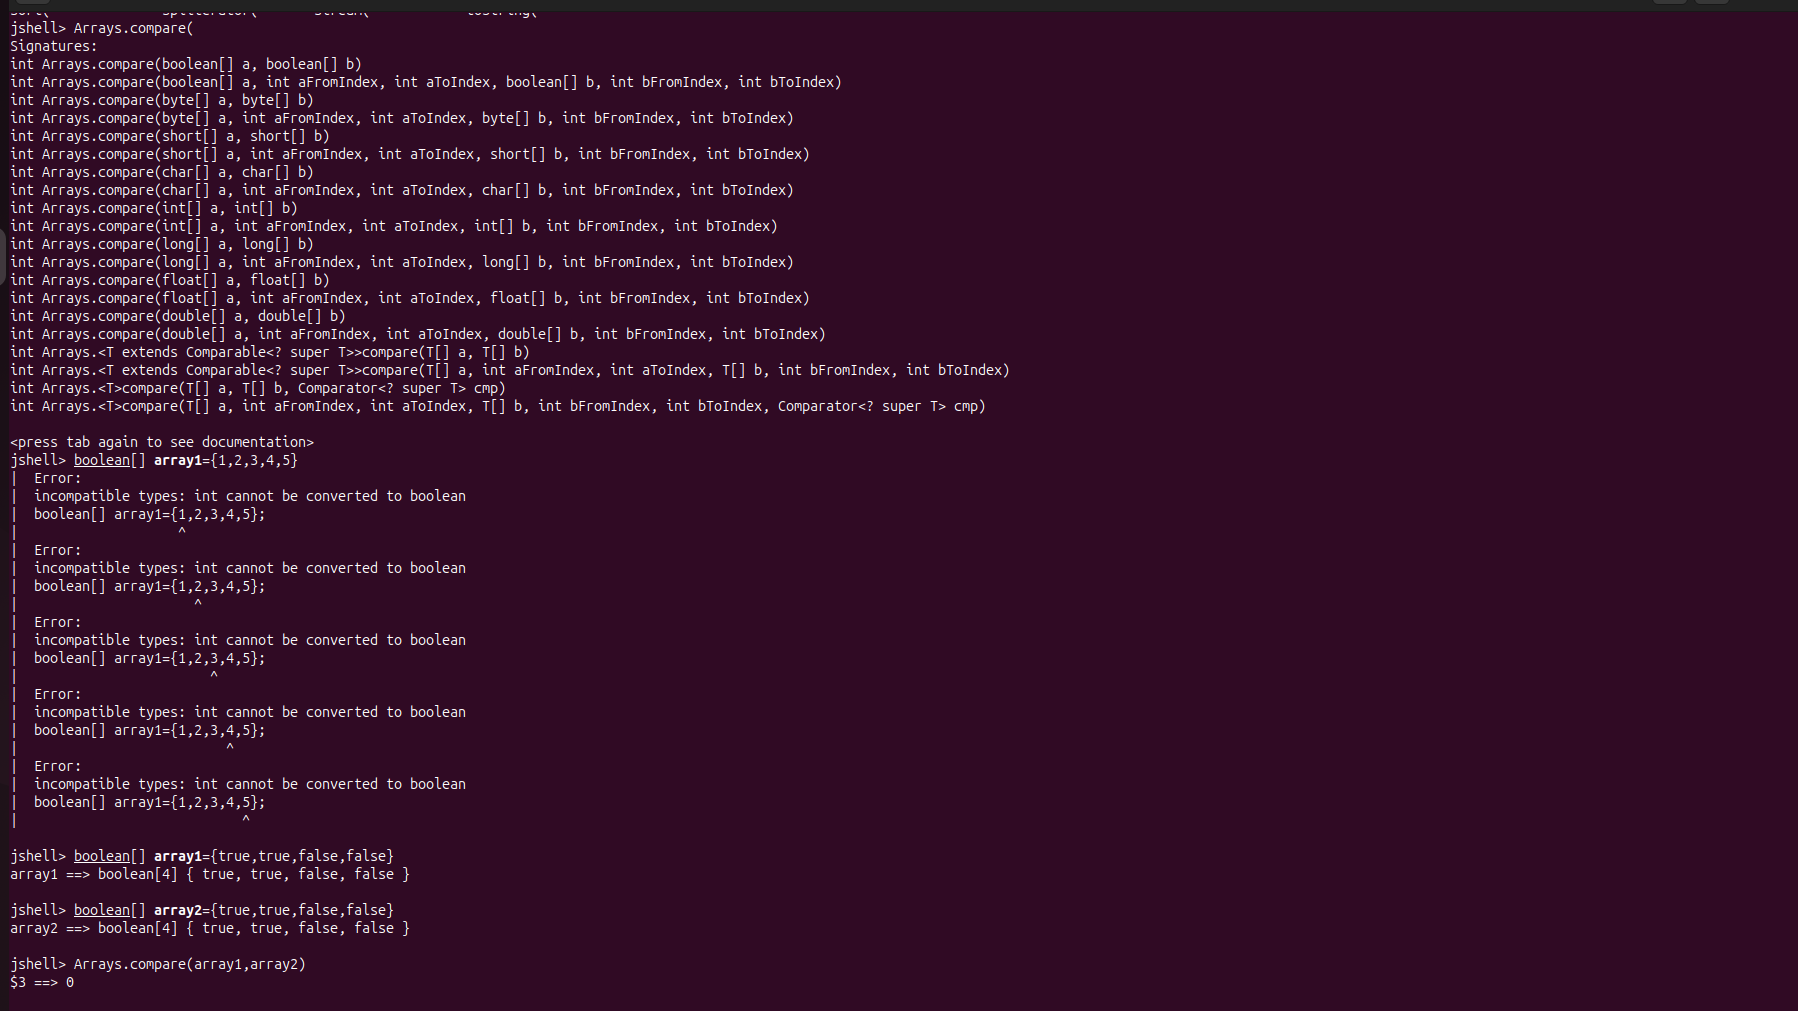 jshell> Arrays.compare(
Signatures:
int Arrays.compare(boolean[] a, boolean[] b)
int Arrays.compare(boolean[] a, int aFromIndex, int aToIndex, boolean[] b, int bFromIndex, int bToIndex)
int Arrays.compare(byte[] a, byte[] b)
int Arrays.compare(byte[] a, int aFromIndex, int aToIndex, byte[] b, int bFromIndex, int bToIndex)
int Arrays.compare(short[] a, short[] b)
int Arrays.compare(short[] a, int aFromIndex, int aToIndex, short[] b, int bFromIndex, int bToIndex)
int Arrays.compare(char[] a, char[] b)
int Arrays.compare(char[] a, int aFromIndex, int aToIndex, char[] b, int bFromIndex, int bToIndex)
int Arrays.compare(int[] a, int[] b)
int Arrays.compare(int[] a, int aFromIndex, int aToIndex, int[] b, int bFromIndex, int bToIndex)
int Arrays.compare(long[] a, long[] b)
int Arrays.compare(long[] a, int aFromIndex, int aToIndex, long[] b, int bFromIndex, int bToIndex)
int Arrays.compare(float[] a, float[] b)
int Arrays.compare(float[] a, int aFromIndex, int aToIndex, float[] b, int bFromIndex, int bToIndex)
int Arrays.compare(double[] a, double[] b)
int Arrays.compare(double[] a, int aFromIndex, int aToIndex, double[] b, int bFromIndex, int bToIndex)
int Arrays.<T extends Comparable<? super T>>compare(T[] a, T[] b)
int Arrays.<T extends Comparable<? super T>>compare(T[] a, int aFromIndex, int aToIndex, T[] b, int bFromIndex, int bToIndex)
int Arrays.<T>compare(T[] a, T[] b, Comparator<? super T> cmp)
int Arrays.<T>compare(T[] a, int aFromIndex, int aToIndex, T[] b, int bFromIndex, int bToIndex, Comparator<? super T> cmp)
<press tab again to see documentation>
jshell> boolean[] array1={1,2,3,4,5}
|  Error:
|  incompatible types: int cannot be converted to boolean
|  boolean[] array1={1,2,3,4,5};
|                    ^
|  Error:
|  incompatible types: int cannot be converted to boolean
|  boolean[] array1={1,2,3,4,5};
|                      ^
|  Error:
|  incompatible types: int cannot be converted to boolean
|  boolean[] array1={1,2,3,4,5};
|                        ^
|  Error:
|  incompatible types: int cannot be converted to boolean
|  boolean[] array1={1,2,3,4,5};
|                          ^
|  Error:
|  incompatible types: int cannot be converted to boolean
|  boolean[] array1={1,2,3,4,5};
|                            ^
jshell> boolean[] array1={true,true,false,false}
array1 ==> boolean[4] { true, true, false, false }
jshell> boolean[] array2={true,true,false,false}
array2 ==> boolean[4] { true, true, false, false }
jshell> Arrays.compare(array1,array2)
$3 ==> 0